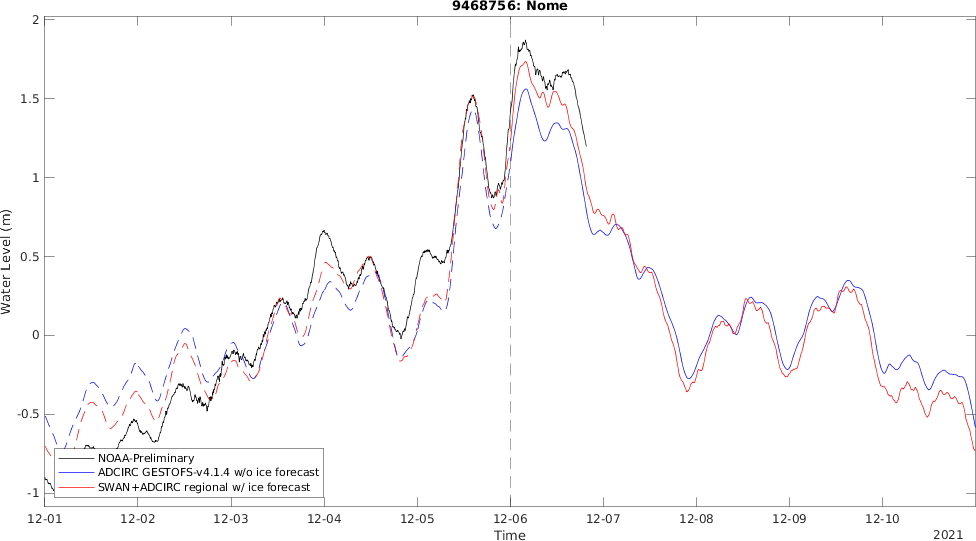 9468756: Nome
2
1.5
1
0.5
0
-0.5
-1
Water Level (m)
NOAA-Preliminary
ADCIRC GESTOFS-v4.1.4 w/o ice forecast
SWAN+ADCIRC regional w/ ice forecast
12-01 12-02 12-03 12-04 12-05 12-06 12-07 12-08 12-09 12-10
Time
2021